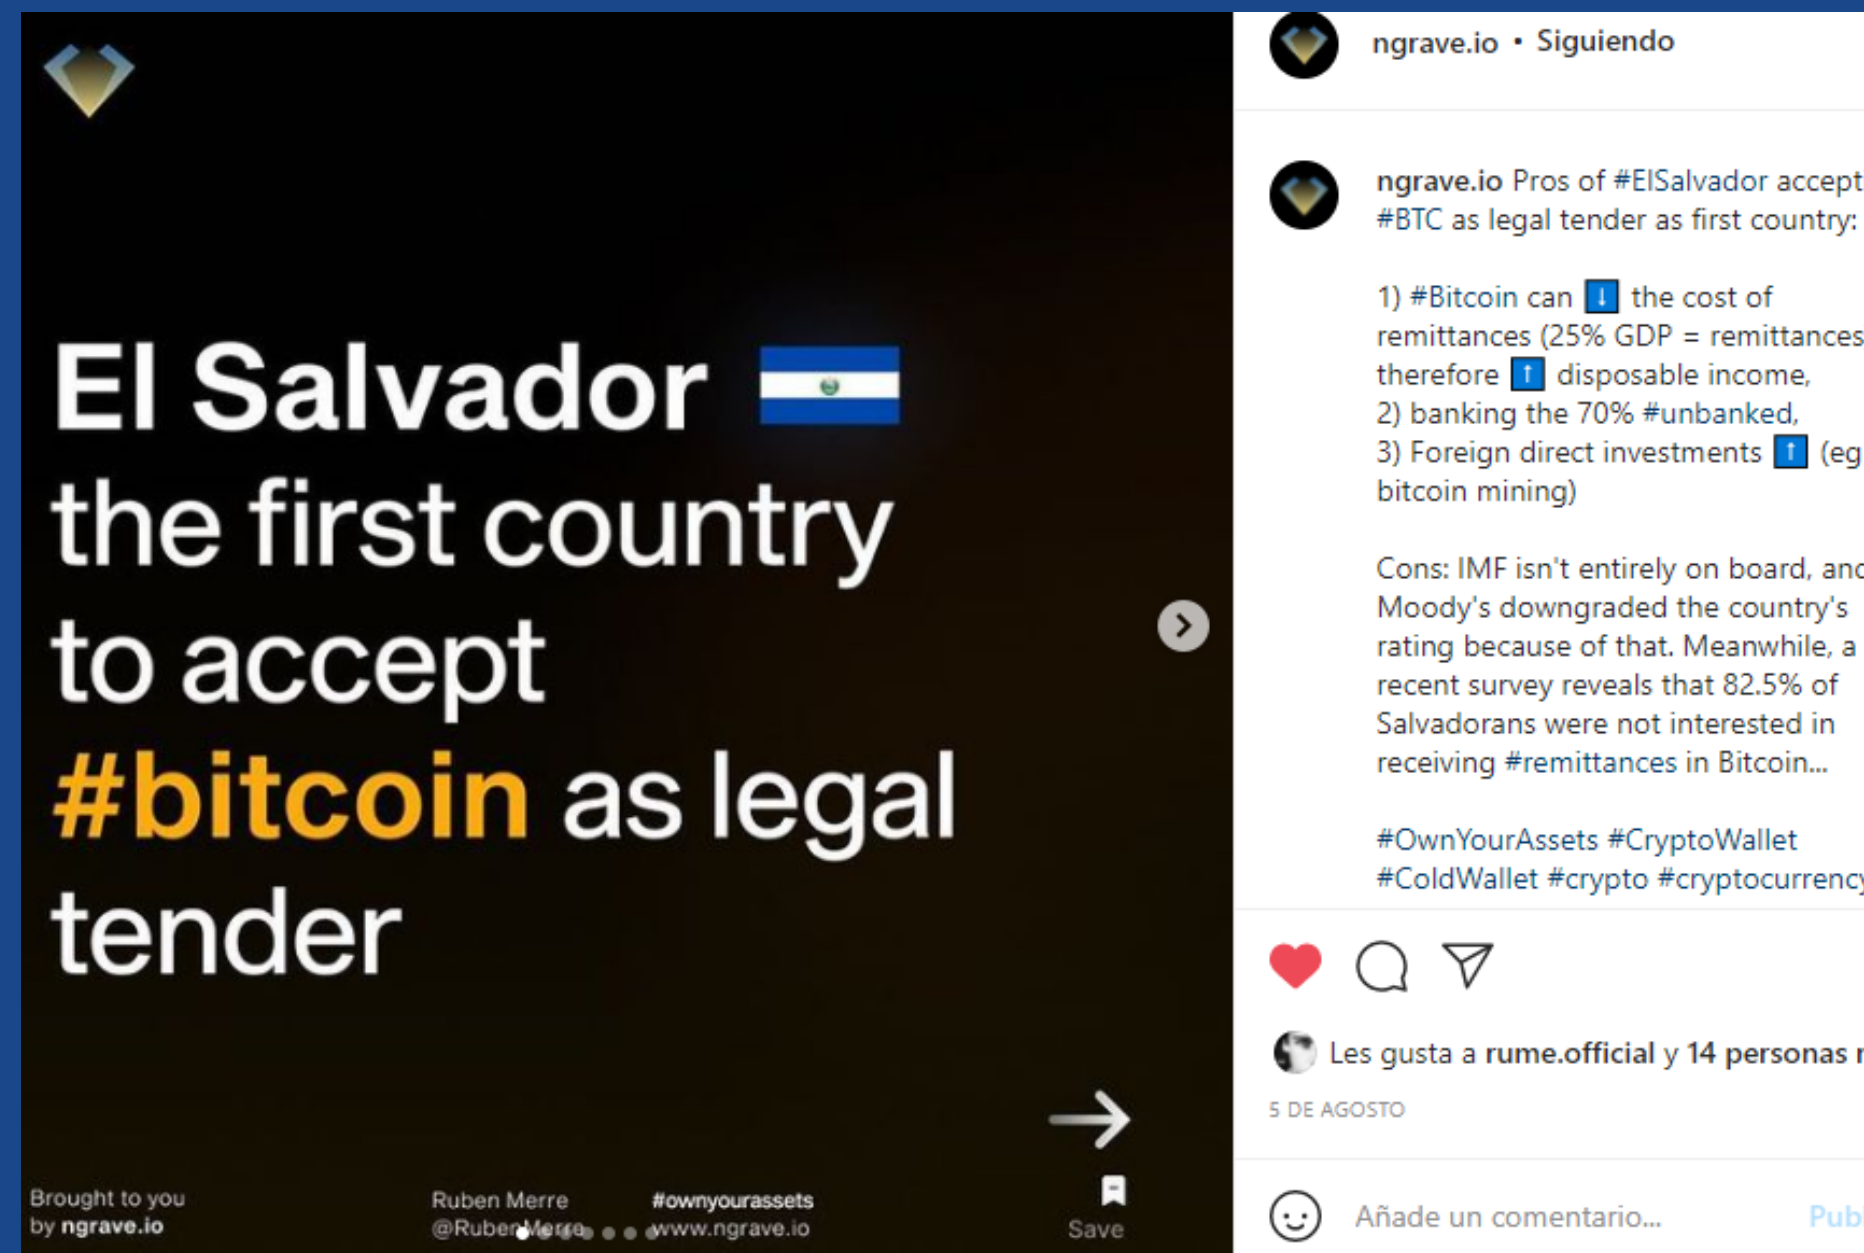 El Salvador
the first country
to accept
#bitcoin as legal
tender
Brought to you
by ngrave.io
Ruben Merre
@RubenMerre
#ownyourassets
www.ngrave.io
Save
ngrave.io • Siguiendo
ngrave.io Pros of #ElSalvador accept
#BTC as legal tender as first country:
1) #Bitcoin can ⬇ the cost of
remittances (25% GDP = remittances
therefore ⬆ disposable income,
2) banking the 70% #unbanked,
3) Foreign direct investments ⬆ (eg
bitcoin mining)
Cons: IMF isn't entirely on board, and
Moody's downgraded the country's
rating because of that. Meanwhile, a
recent survey reveals that 82.5% of
Salvadorans were not interested in
receiving #remittances in Bitcoin...
#OwnYourAssets #CryptoWallet
#ColdWallet #crypto #cryptocurrency
Les gusta a rume.official y 14 personas
5 DE AGOSTO
Añade un comentario...
Publ